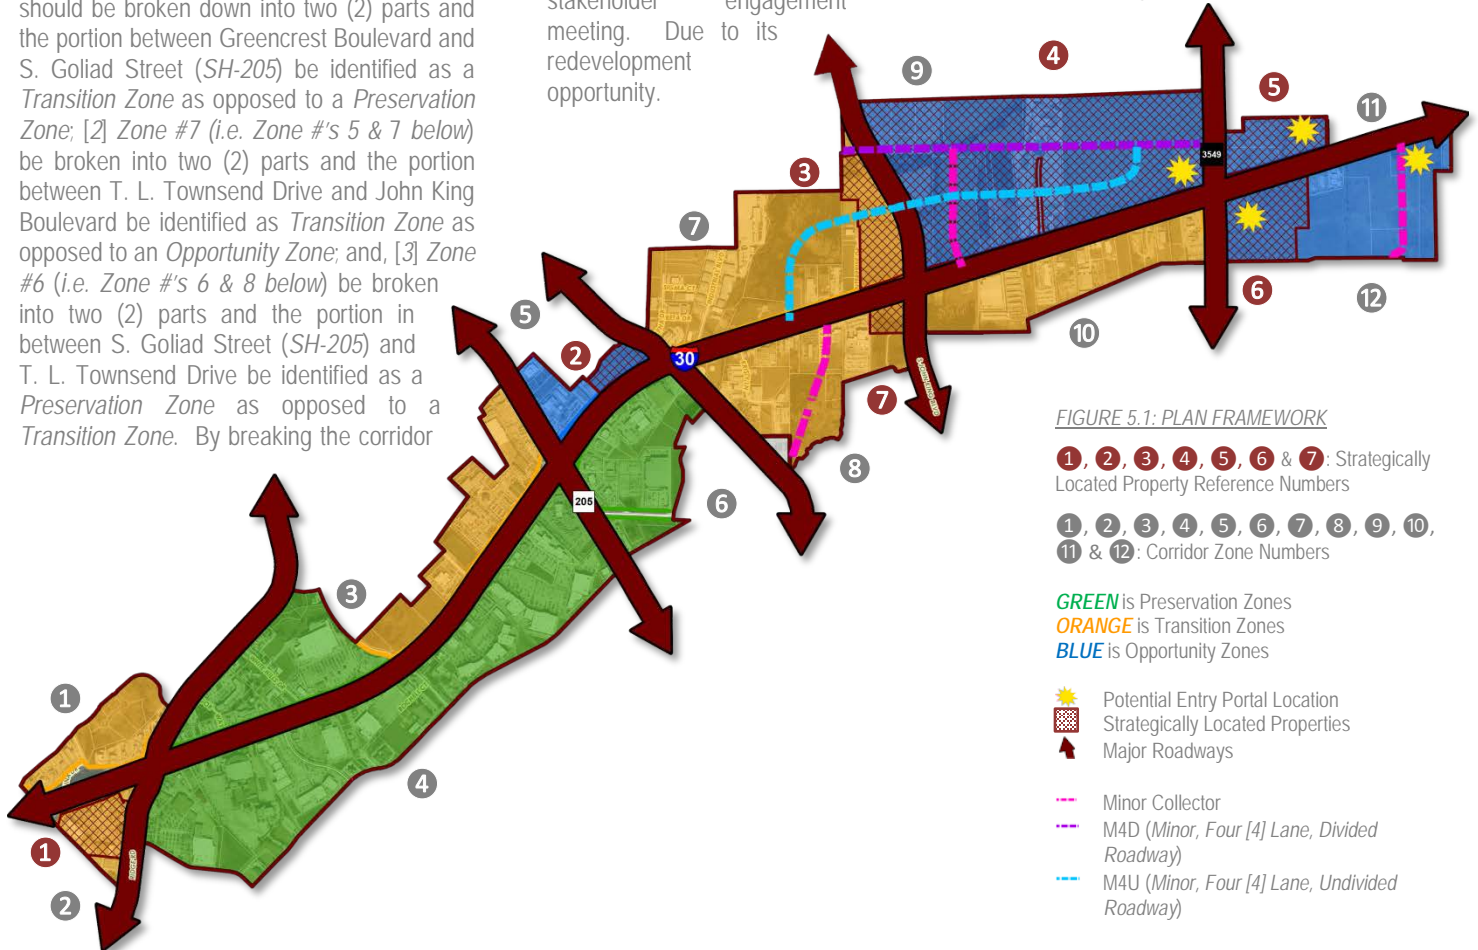 should be broken down into two (2) parts and
the portion between Greencrest Boulevard and
S. Goliad Street (SH-205) be identified as a
Transition Zone as opposed to a Preservation
Zone; [2] Zone #7 (i.e. Zone #'s 5 & 7 below)
be broken into two (2) parts and the portion
between T. L. Townsend Drive and John King
Boulevard be identified as Transition Zone as
opposed to an Opportunity Zone; and, [3] Zone
#6 (i.e. Zone #'s 6 & 8 below) be broken
into two (2) parts and the portion in
between S. Goliad Street (SH-205) and
T. L. Townsend Drive be identified as a
Preservation Zone as opposed to a
Transition Zone. By breaking the corridor
stakeholder engagement
meeting. Due to its
redevelopment
opportunity.
9
4
5
11
3549
3
7
5
2
30
6
12
10
7
8
6
205
3
1
4
1
2
FIGURE 5.1: PLAN FRAMEWORK
1, 2, 3, 4, 5, 6 & 7: Strategically
Located Property Reference Numbers
1, 2, 3, 4, 5, 6, 7, 8, 9, 10,
11 & 12: Corridor Zone Numbers
GREEN is Preservation Zones
ORANGE is Transition Zones
BLUE is Opportunity Zones
Potential Entry Portal Location
Strategically Located Properties
Major Roadways
Minor Collector
M4D (Minor, Four [4] Lane, Divided
Roadway)
M4U (Minor, Four [4] Lane, Undivided
Roadway)